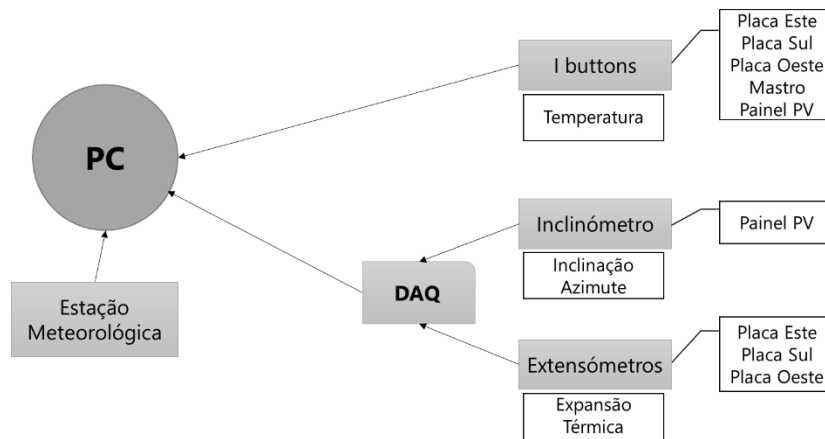 PC
Estação
Meteorológica
DAQ
I buttons
Temperatura
Placa Este
Placa Sul
Placa Oeste
Mastro
Painel PV
Inclinómetro
Inclinação
Azimute
Painel PV
Extensómetros
Expansão
Térmica
Placa Este
Placa Sul
Placa Oeste